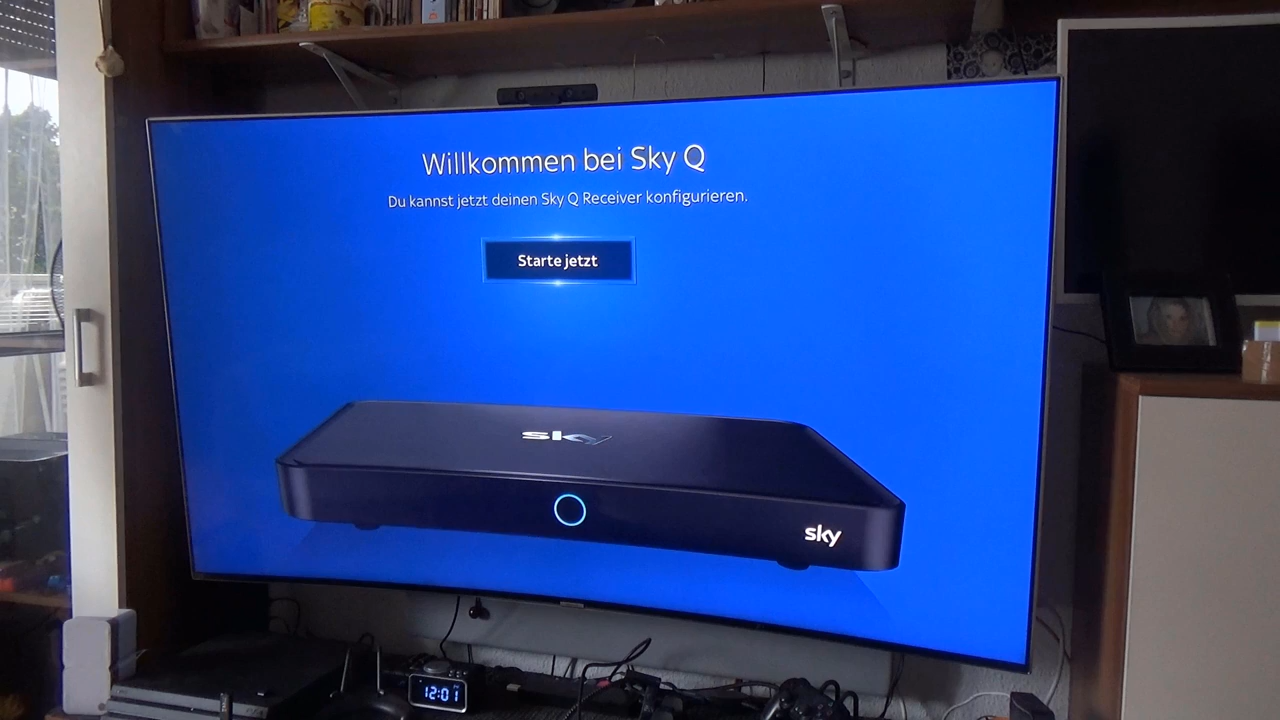 Willkommen bei Sky Q
Du kannst jetzt deinen Sky Q Receiver konfigurieren.
Starte jetzt
sky
sky
12:01